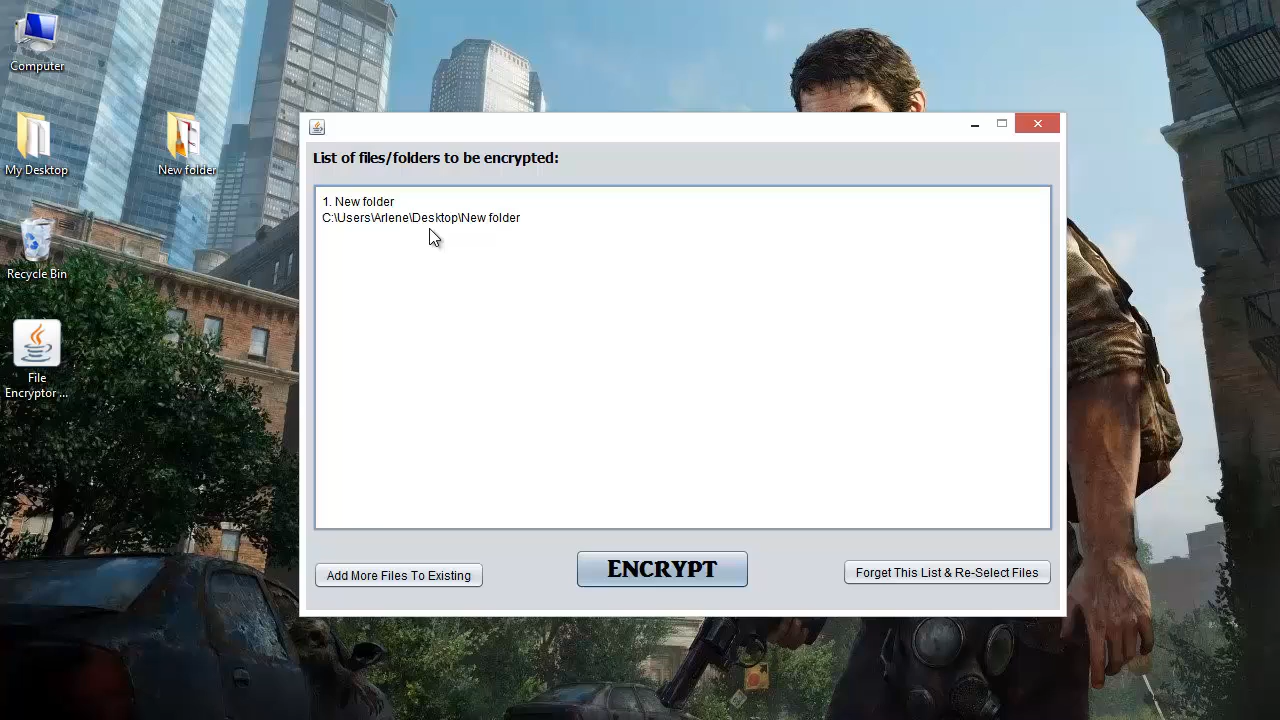 Computer
My Desktop
New folder
Recycle Bin
File
Encryptor ...
List of files/folders to be encrypted:
1. New folder
C:\Users\Arlene\Desktop\New folder
Add More Files To Existing
ENCRYPT
Forget This List & Re-Select Files